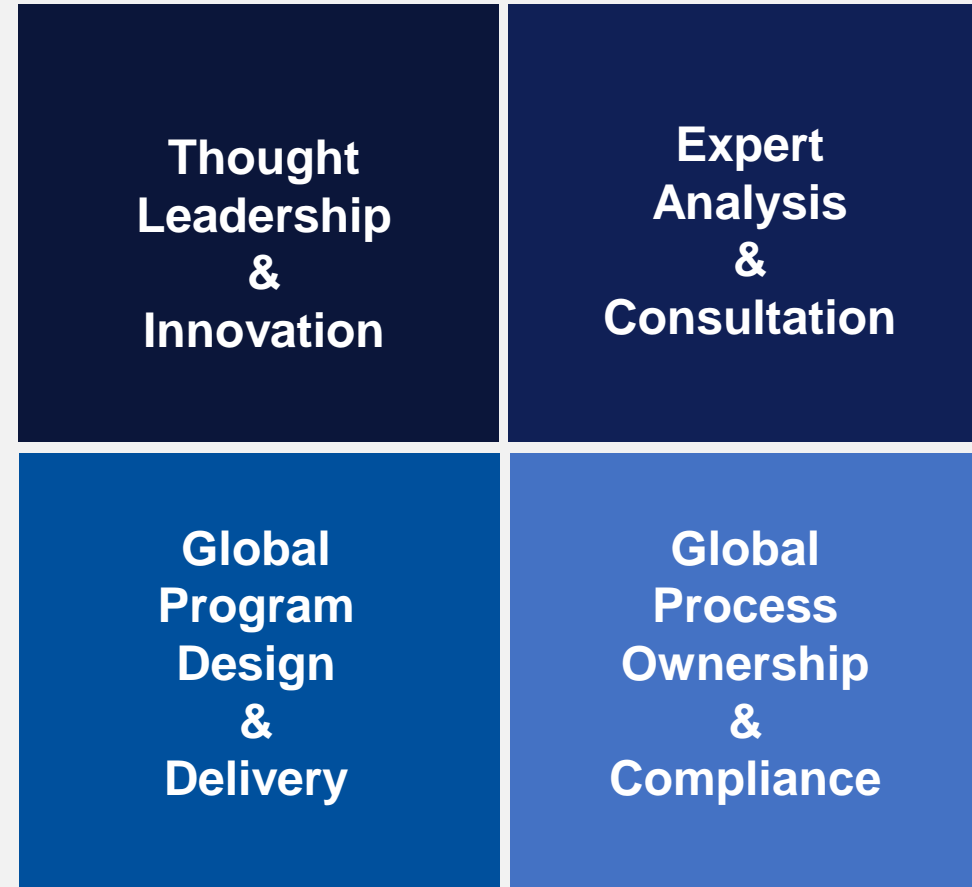 Thought
Leadership
&
Innovation
Expert
Analysis
&
Consultation
Global
Program
Design
&
Delivery
Global
Process
Ownership
&
Compliance